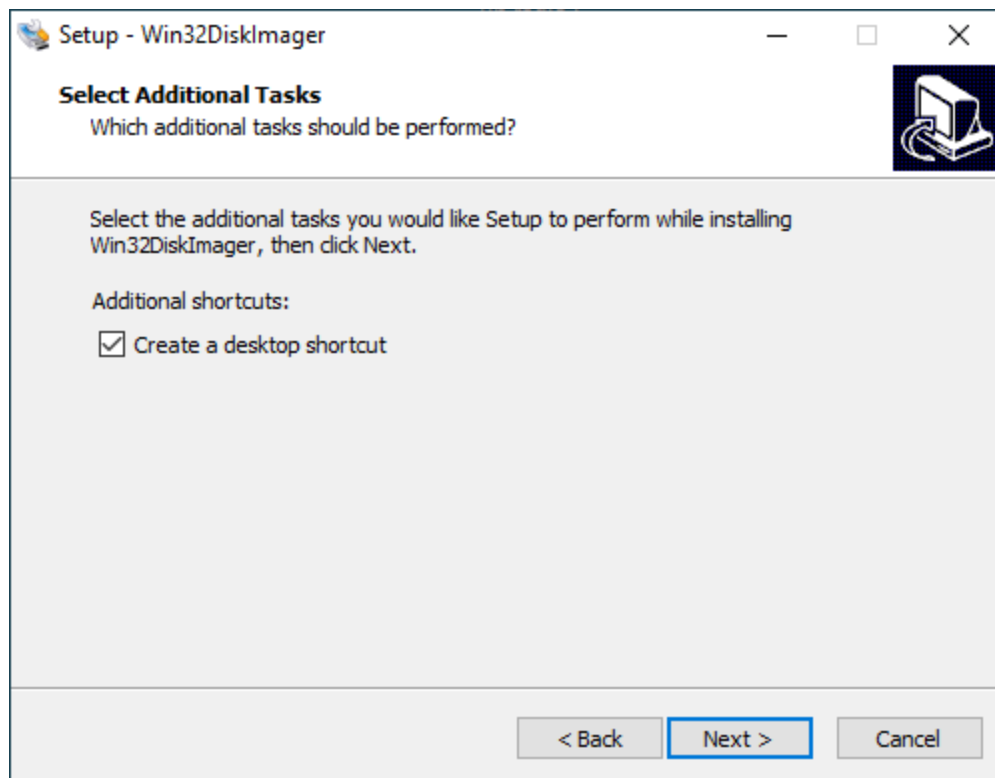 Setup - Win32DiskImager
Select Additional Tasks
Which additional tasks should be performed?
Select the additional tasks you would like Setup to perform while installing
Win32DiskImager, then click Next.
Additional shortcuts:
Create a desktop shortcut
< Back
Next >
Cancel